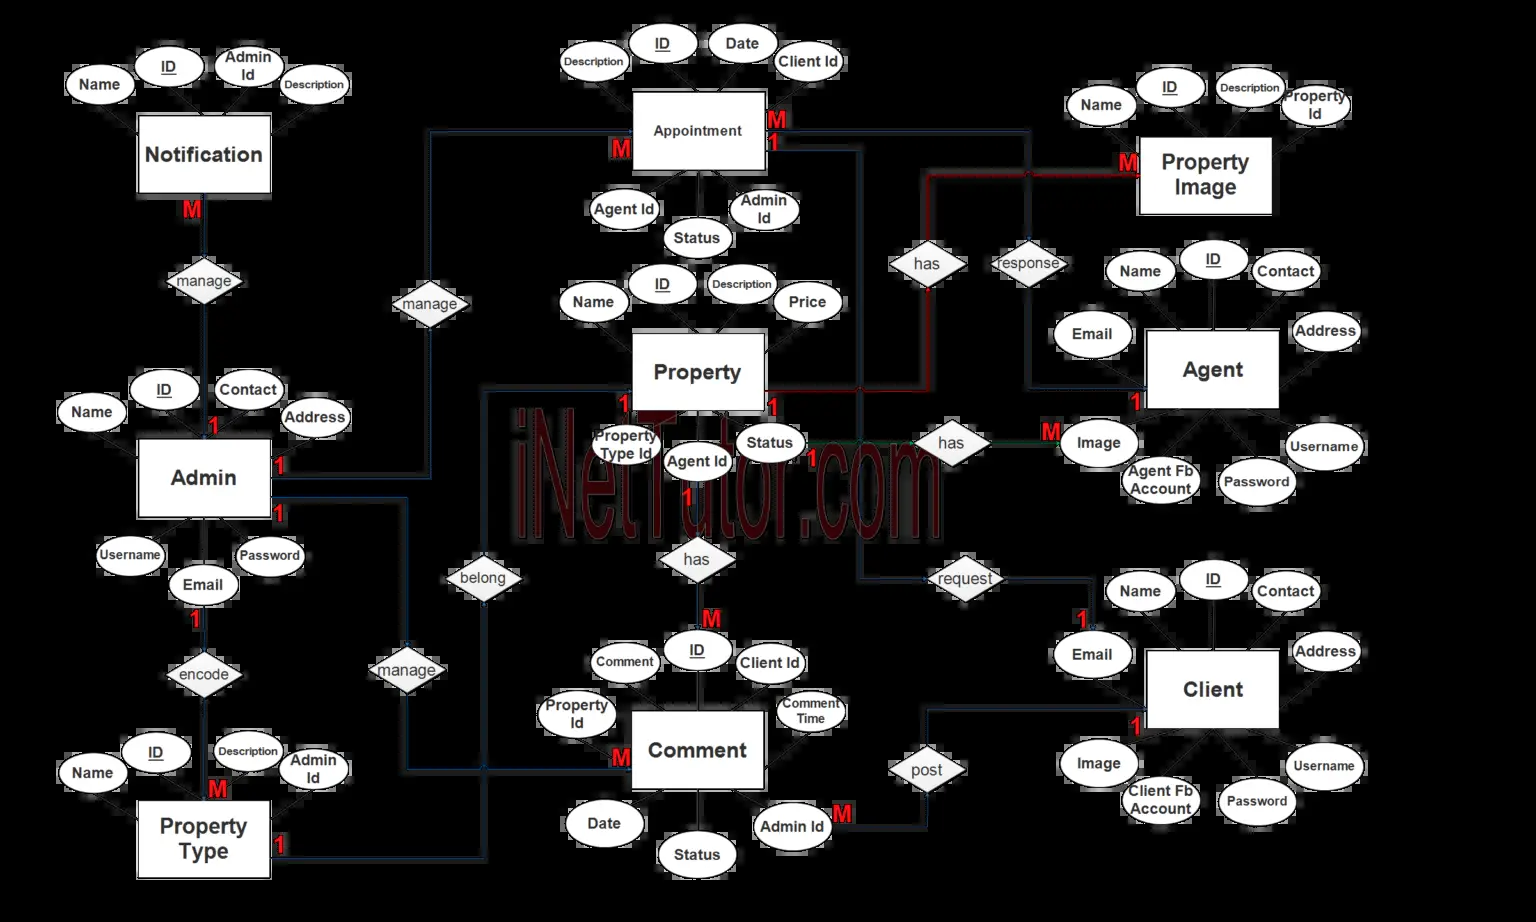 ID
Admin
Id
Name
Description
Notification
M
manage
ID
Contact
Name
Address
1
1
Admin
1
Username
Password
Email
1
encode
ID
Description
Admin
Id
Name
M
Property
Type
1
manage
manage
belong
ID
Date
Description
Client Id
Appointment
M
M
1
Agent Id
Admin
Id
Status
ID
Description
Name
Price
Property
1
1
Property
Type Id
Agent Id
Status
1
1
iNetTutor.com
has
M
ID
Comment
Client Id
Property
Id
Comment
Time
Comment
M
Date
Status
Admin Id
M
has
response
has
M
request
1
post
ID
Description
Name
Property
Id
M
Property
Image
ID
Name
Contact
Email
Address
Agent
1
Image
Username
Agent Fb
Account
Password
ID
Name
Contact
Email
Address
Client
1
Image
Username
Client Fb
Account
Password